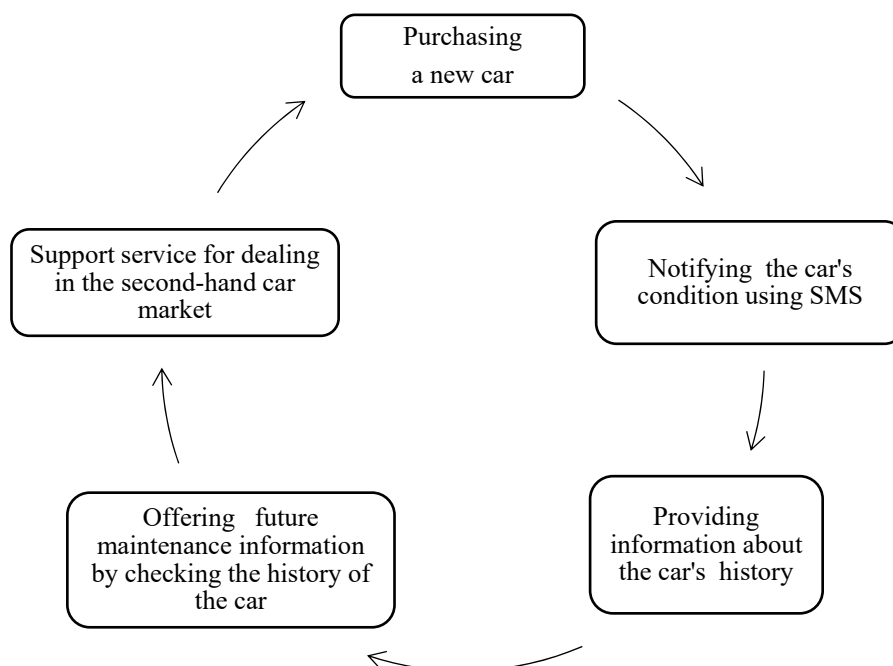 Purchasing
a new car
Support service for dealing
in the second-hand car
market
Notifying the car's
condition using SMS
Offering future
maintenance information
by checking the history of
the car
Providing
information about
the car's history